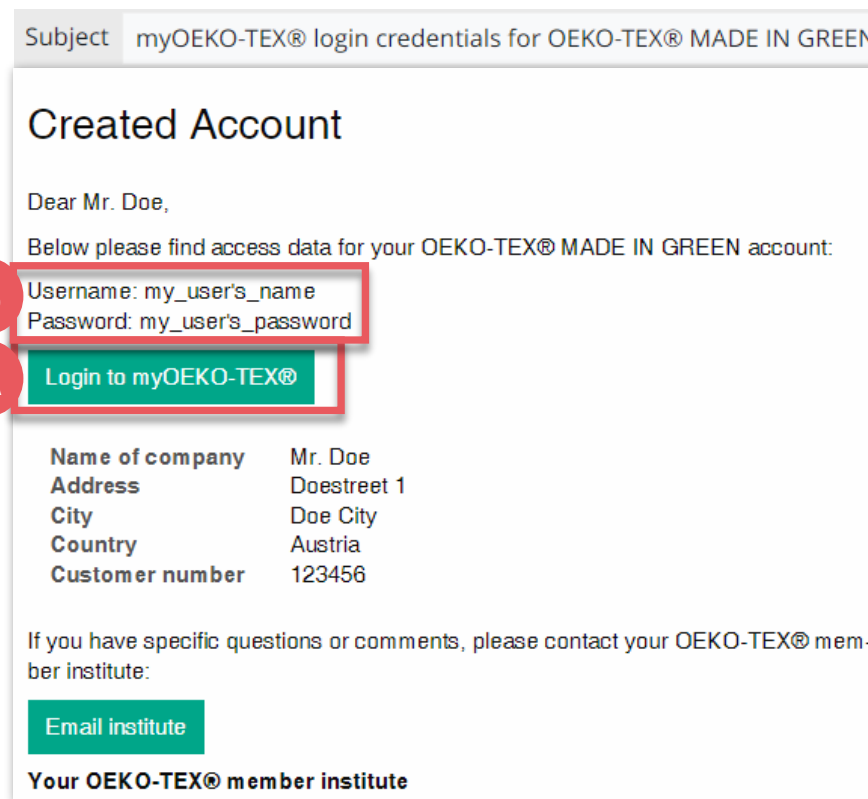 Subject myOEKO-TEX® login credentials for OEKO-TEX® MADE IN GREEN
Created Account
Dear Mr. Doe,
Below please find access data for your OEKO-TEX® MADE IN GREEN account:
Username: my_user's_name
Password: my_user's_password
Login to myOEKO-TEX®
Name of company Mr. Doe
Address Doestreet 1
City Doe City
Country Austria
Customer number 123456
If you have specific questions or comments, please contact your OEKO-TEX® mem-
ber institute:
Email institute
Your OEKO-TEX® member institute